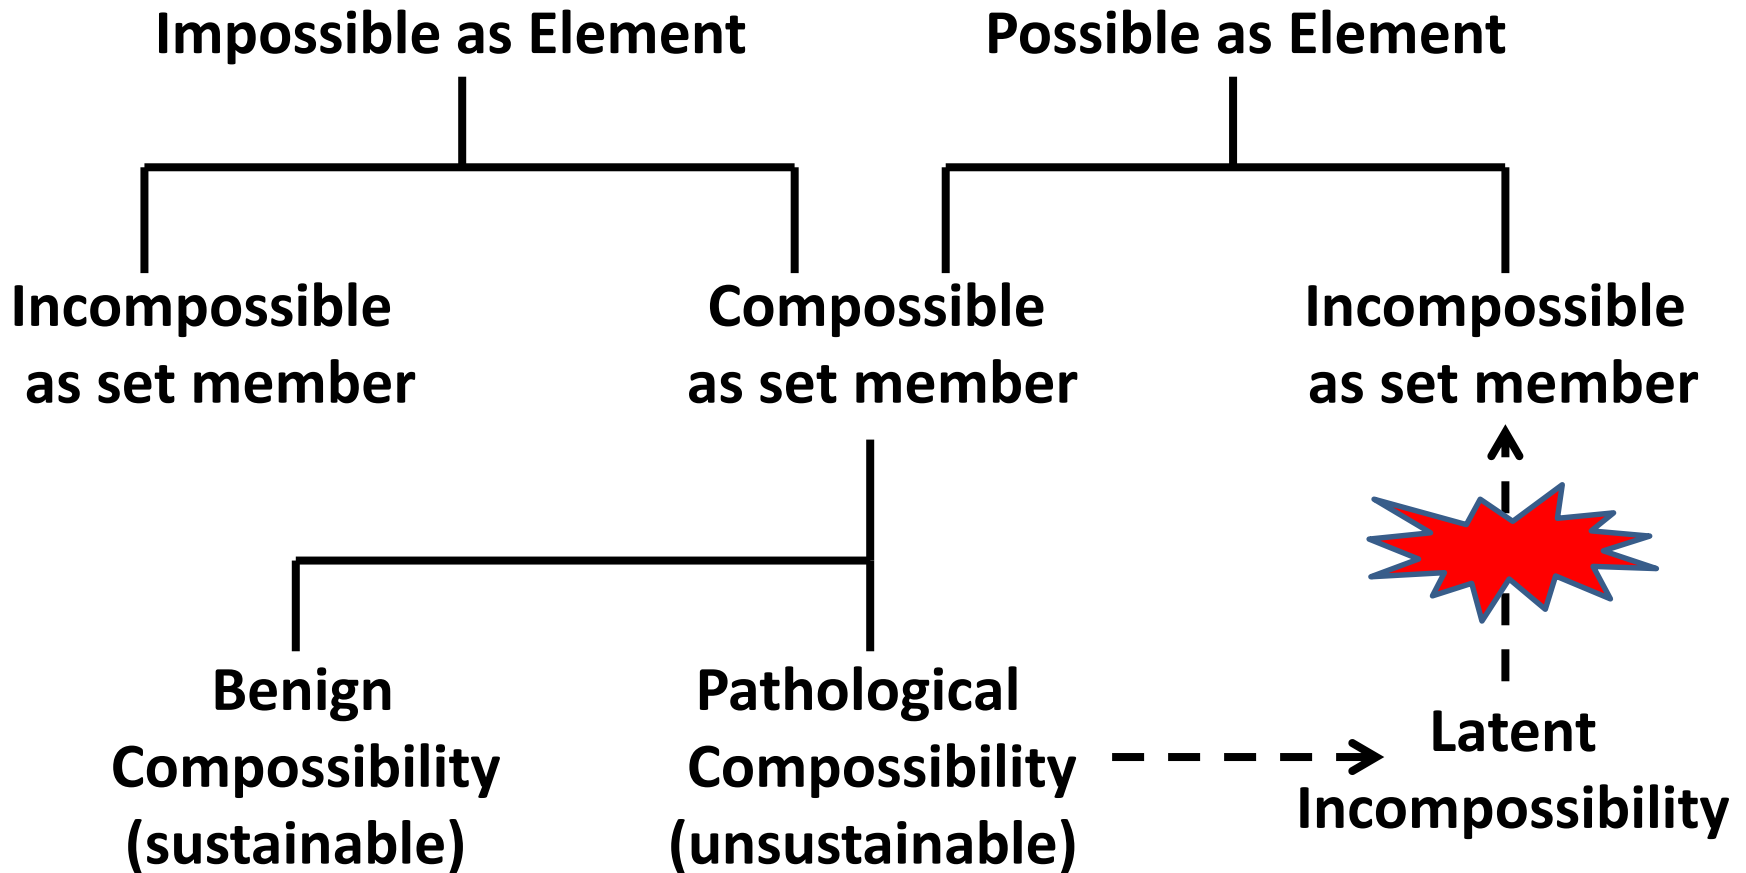 Impossible as Element
Possible as Element
Incompossible
as set member
Compossible
as set member
Incompossible
as set member
Benign
Compossibility
(sustainable)
Pathological
Compossibility
(unsustainable)
Latent
Incompossibility